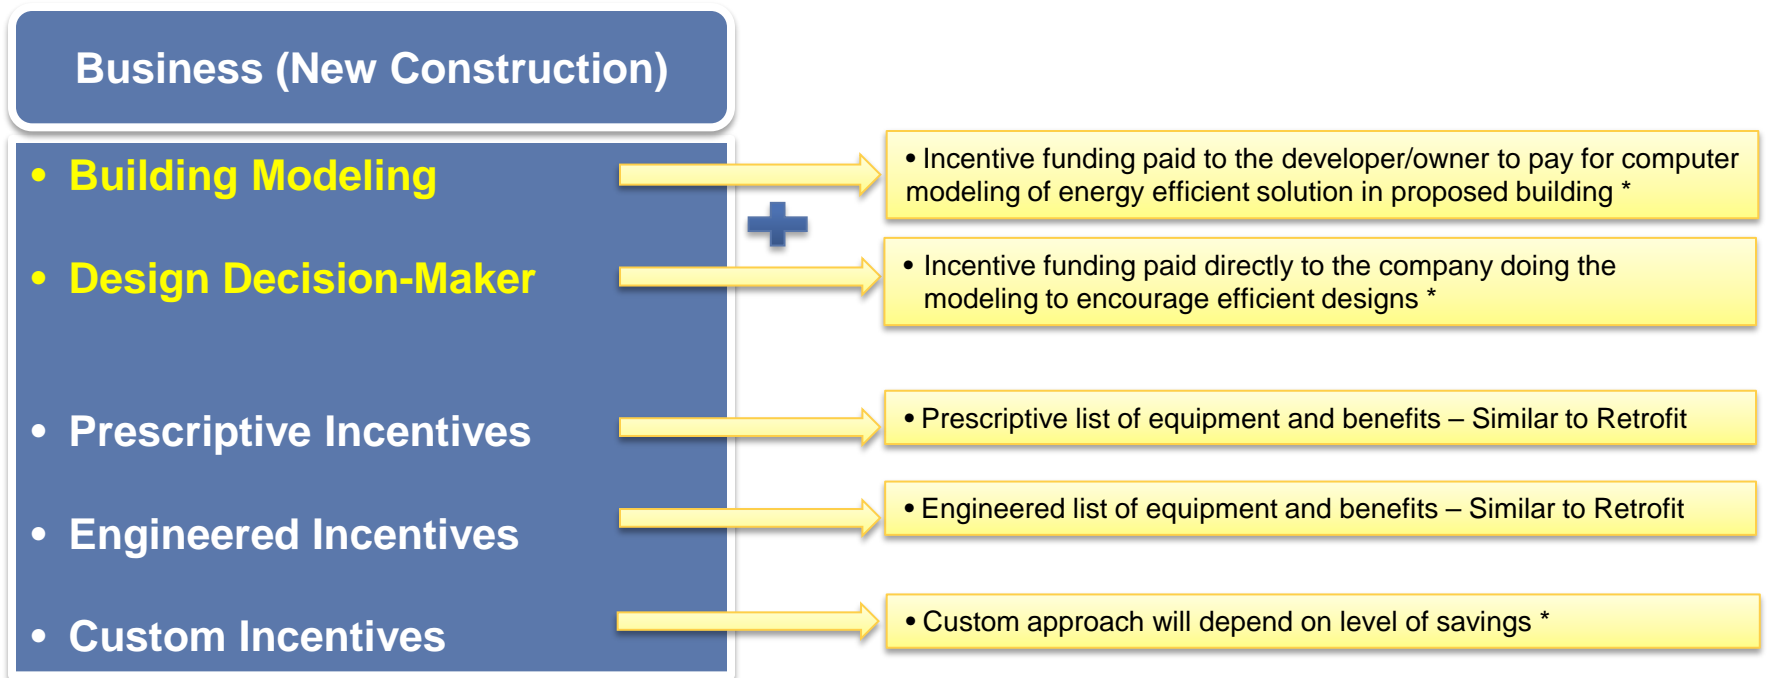 Business (New Construction)
• Building Modeling
• Incentive funding paid to the developer/owner to pay for computer
modeling of energy efficient solution in proposed building *
• Design Decision-Maker
• Incentive funding paid directly to the company doing the
modeling to encourage efficient designs *
• Prescriptive Incentives
• Prescriptive list of equipment and benefits – Similar to Retrofit
• Engineered Incentives
• Engineered list of equipment and benefits – Similar to Retrofit
• Custom Incentives
• Custom approach will depend on level of savings *